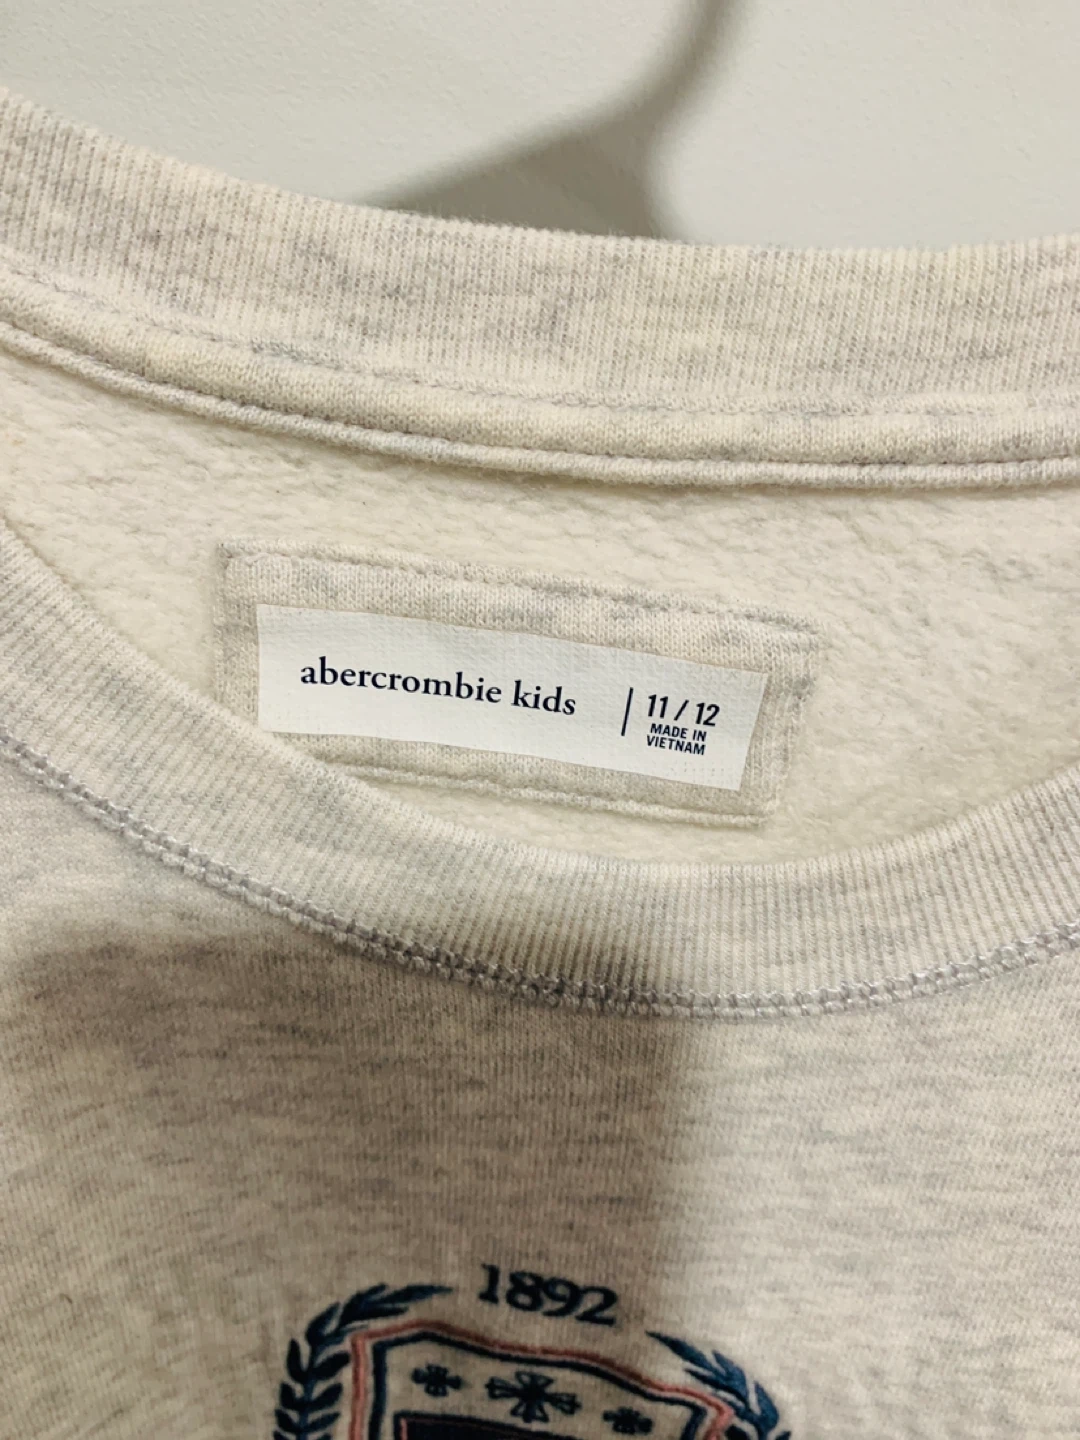 abercrombie kids
11 / 12
MADE IN
VIETNAM
1892